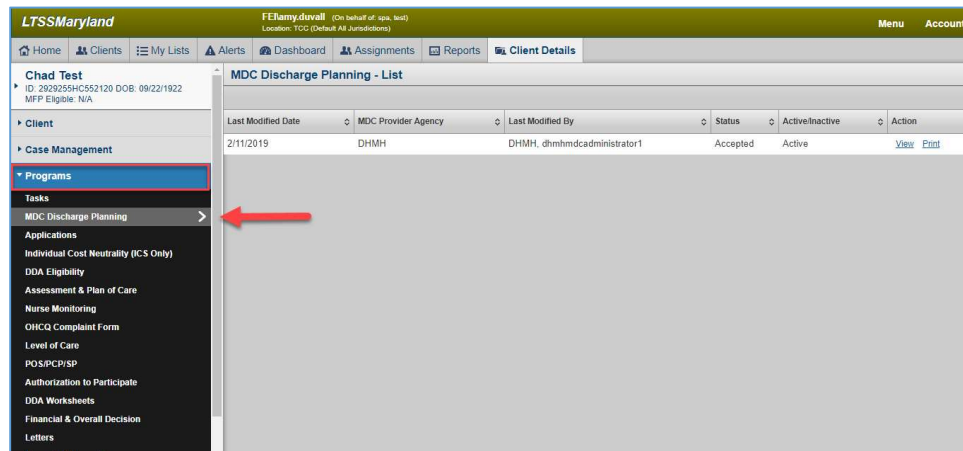 LTSSMaryland
FEI\amy.duvall (On behalf of: spa, test)
Location: TCC (Default All Jurisdictions)
Menu Account
Home Clients My Lists Alerts Dashboard Assignments Reports Client Details
Chad Test
ID: 2929255HC552120 DOB: 09/22/1922
MFP Eligible: N/A
MDC Discharge Planning - List
Client
Case Management
Programs
Tasks
MDC Discharge Planning
Applications
Individual Cost Neutrality (ICS Only)
DDA Eligibility
Assessment & Plan of Care
Nurse Monitoring
OHCQ Complaint Form
Level of Care
POS/PCP/SP
Authorization to Participate
DDA Worksheets
Financial & Overall Decision
Letters
Last Modified Date MDC Provider Agency Last Modified By Status Active/Inactive Action
2/11/2019 DHMH DHMH, dhmhmdcadministrator1 Accepted Active View Print